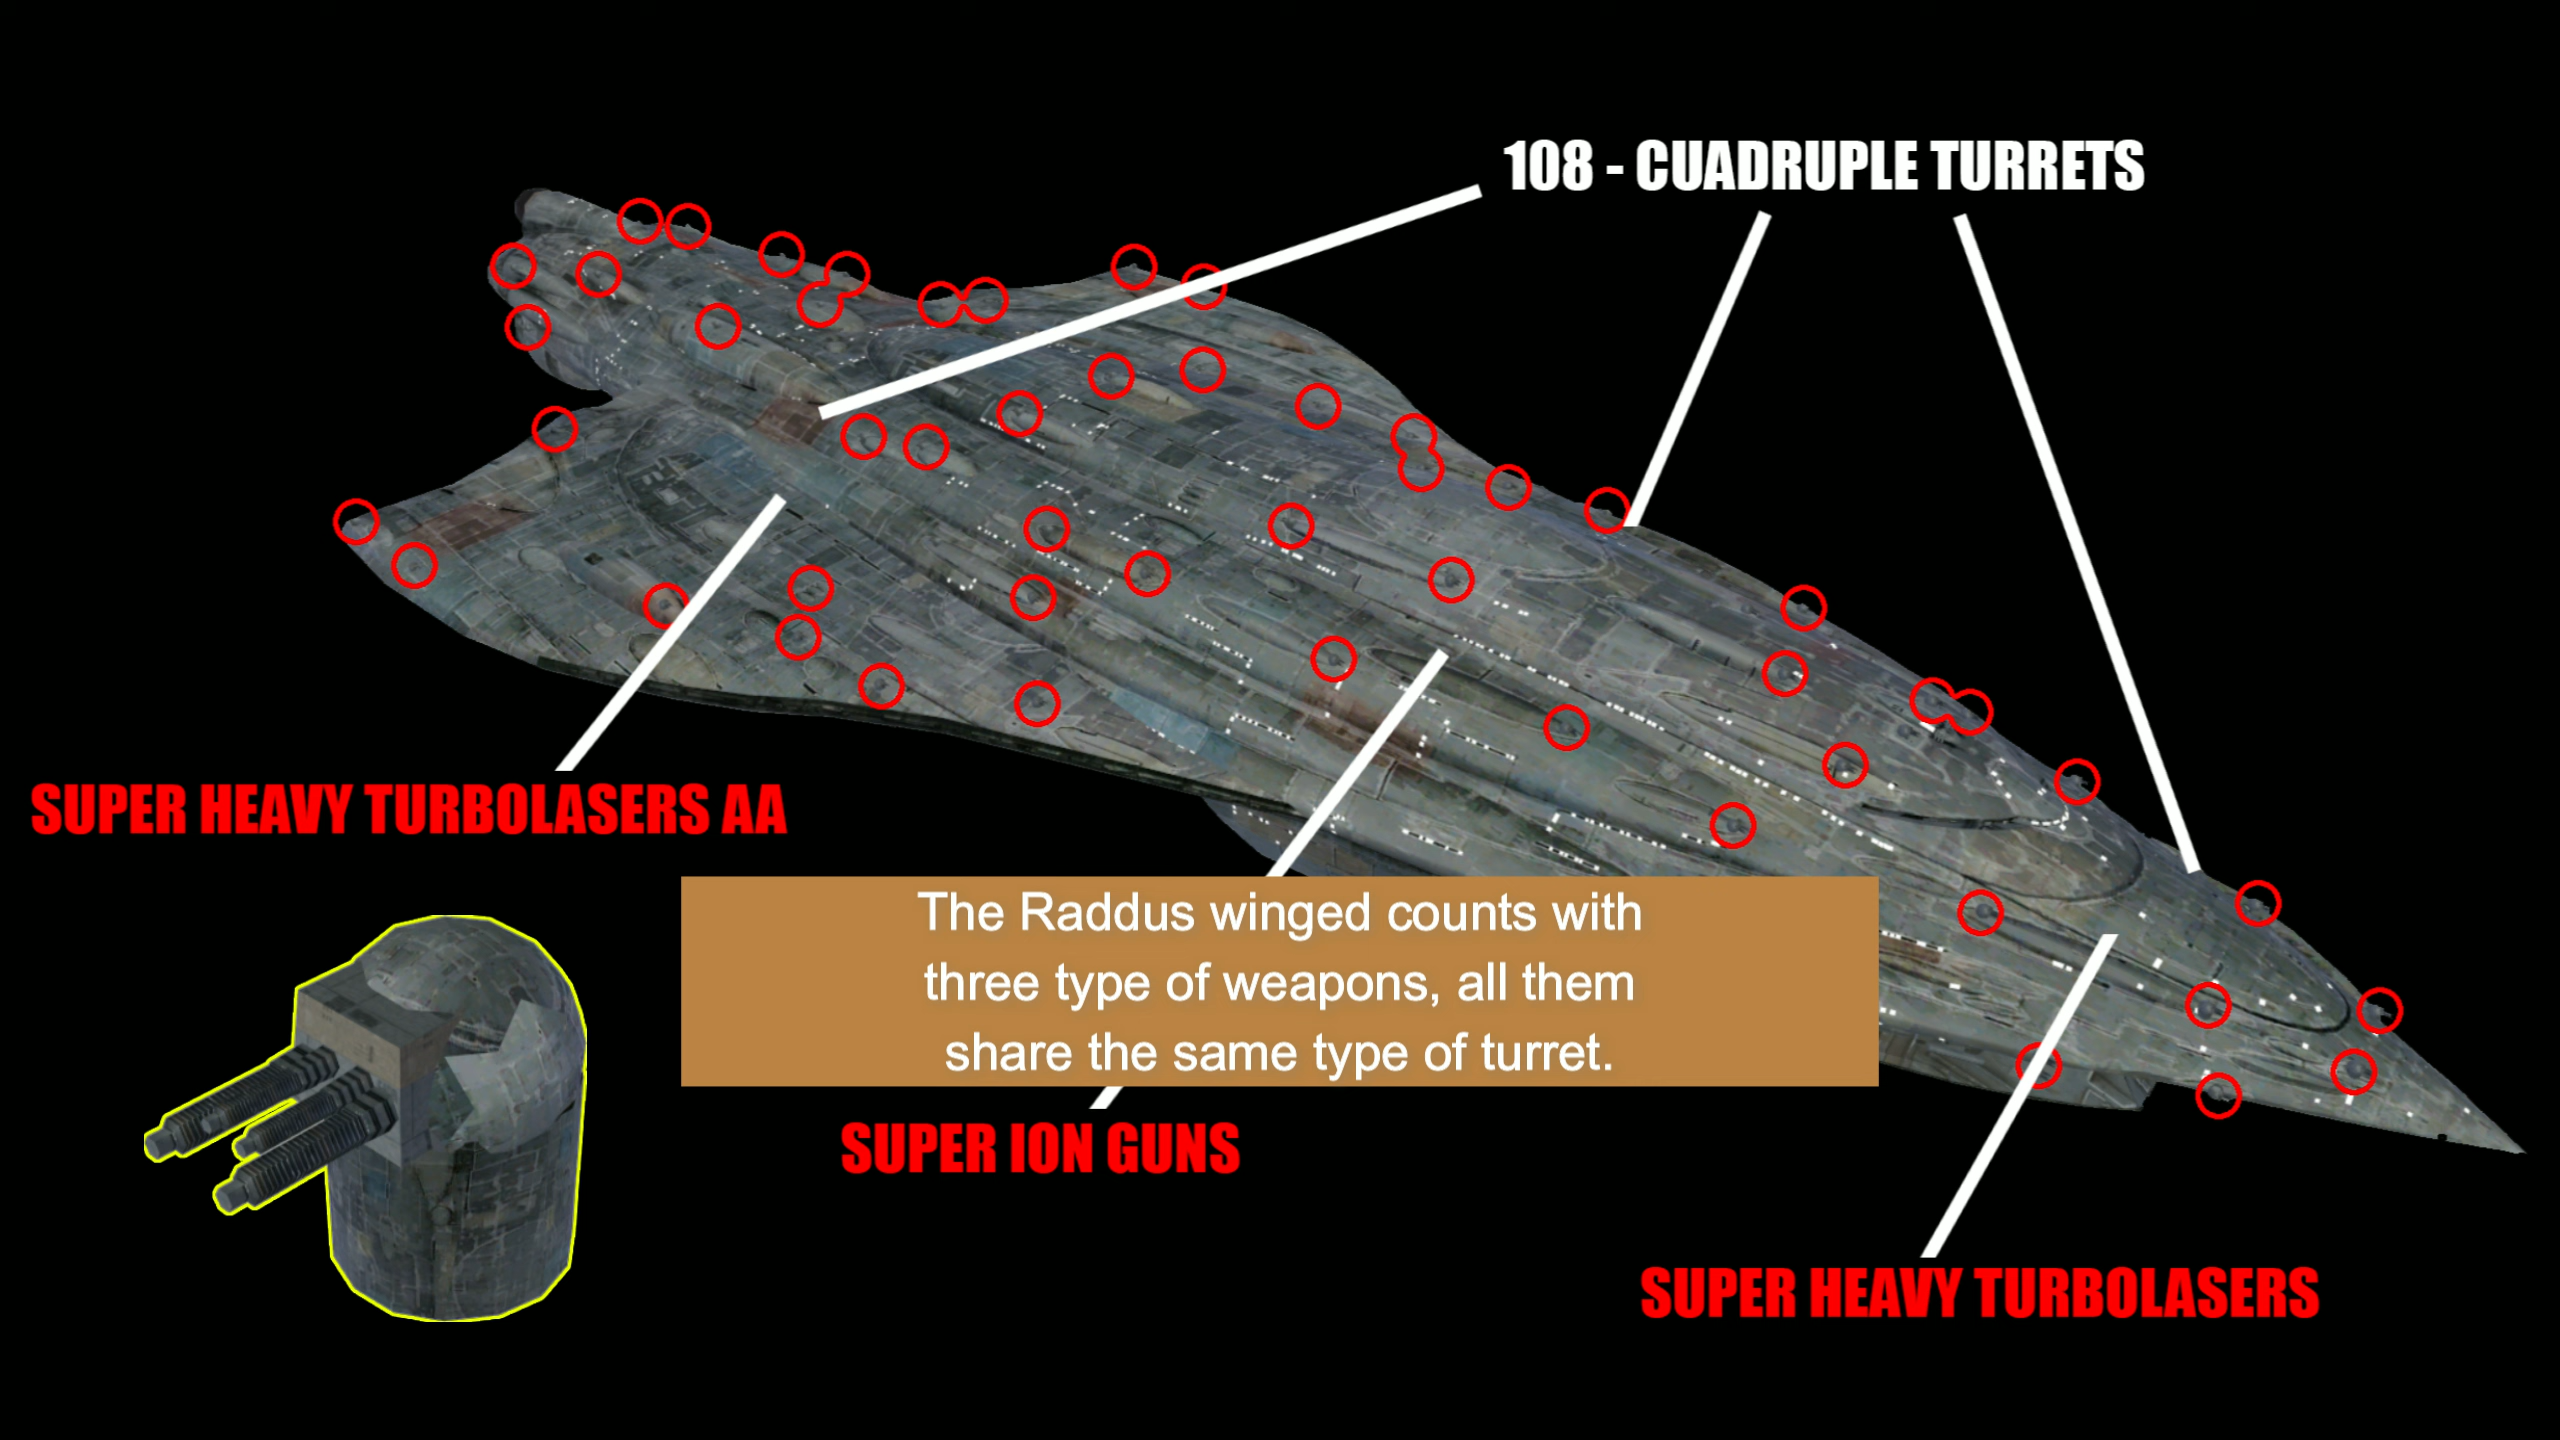 108 - CUADRUPLE TURRETS
SUPER HEAVY TURBOLASERS AA
The Raddus winged counts with
three type of weapons, all them
share the same type of turret.
SUPER ION GUNS
SUPER HEAVY TURBOLASERS